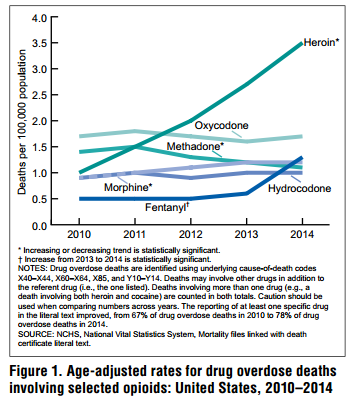 4.0
3.5
3.0
2.5
2.0
1.5
1.0
0.5
0.0
Deaths per 100,000 population
Heroin*
Oxycodone
Methadone*
Morphine*
Hydrocodone
Fentanyl†
2010 2011 2012 2013 2014
* Increasing or decreasing trend is statistically significant.
† Increase from 2013 to 2014 is statistically significant.
NOTES: Drug overdose deaths are identified using underlying cause-of-death codes
X40–X44, X60–X64, X85, and Y10–Y14. Deaths may involve other drugs in addition to
the referent drug (i.e., the one listed). Deaths involving more than one drug (e.g., a
death involving both heroin and cocaine) are counted in both totals. Caution should be
used when comparing numbers across years. The reporting of at least one specific drug
in the literal text improved, from 67% of drug overdose deaths in 2010 to 78% of drug
overdose deaths in 2014.
SOURCE: NCHS, National Vital Statistics System, Mortality files linked with death
certificate literal text.
Figure 1. Age-adjusted rates for drug overdose deaths
involving selected opioids: United States, 2010–2014